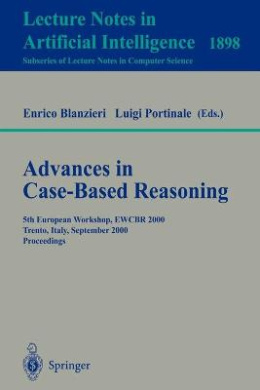 Lecture Notes in
Artificial Intelligence 1898
Subseries of Lecture Notes in Computer Science
Enrico Blanzieri Luigi Portinale (Eds.)
Advances in
Case-Based Reasoning
5th European Workshop, EWCBR 2000
Trento, Italy, September 2000
Proceedings
Springer